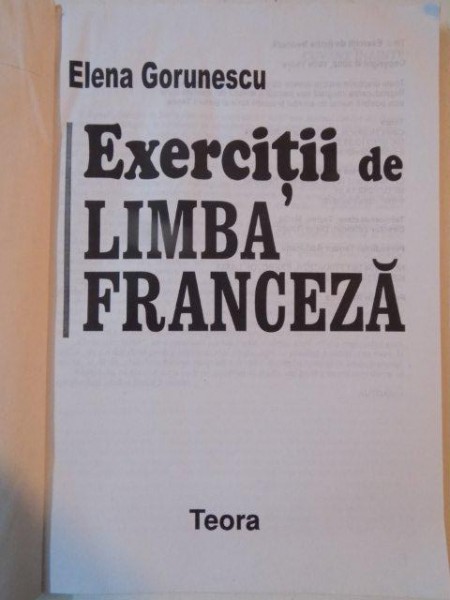 Elena Gorunescu
Exerciții de
LIMBA
FRANCEZĂ
Teora